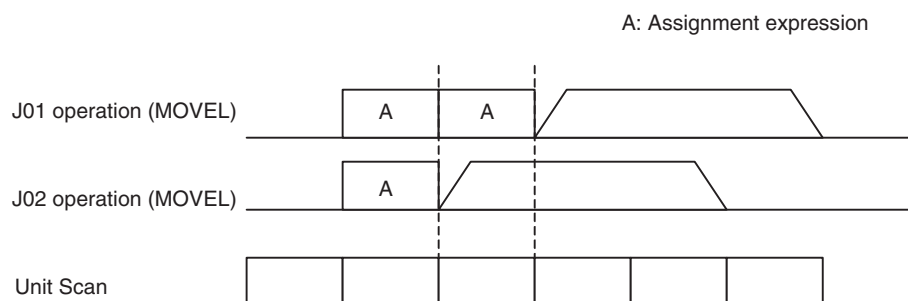 A: Assignment expression
J01 operation (MOVEL)
A
A
J02 operation (MOVEL)
A
Unit Scan